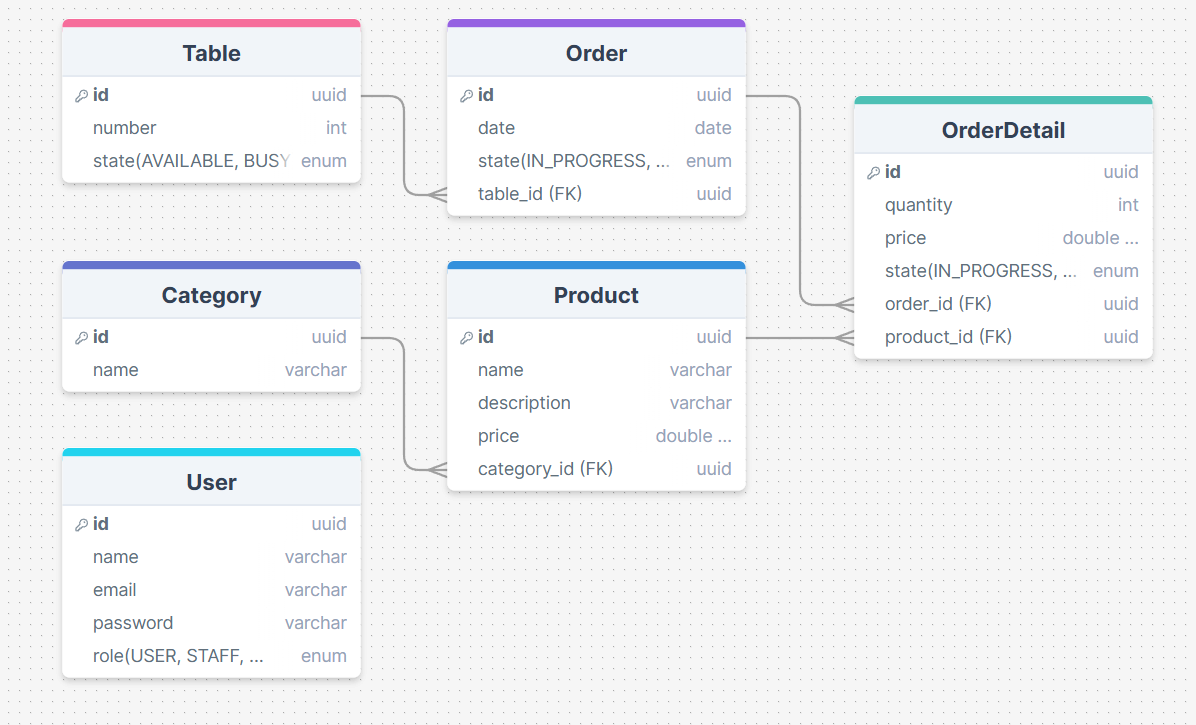 Table
id uuid
number int
state(AVAILABLE, BUSY enum
Order
id uuid
date date
state(IN_PROGRESS, ... enum
table_id (FK) uuid
OrderDetail
id uuid
quantity int
price double ...
state(IN_PROGRESS, ... enum
order_id (FK) uuid
product_id (FK) uuid
Category
id uuid
name varchar
Product
id uuid
name varchar
description varchar
price double ...
category_id (FK) uuid
User
id uuid
name varchar
email varchar
password varchar
role(USER, STAFF, ... enum